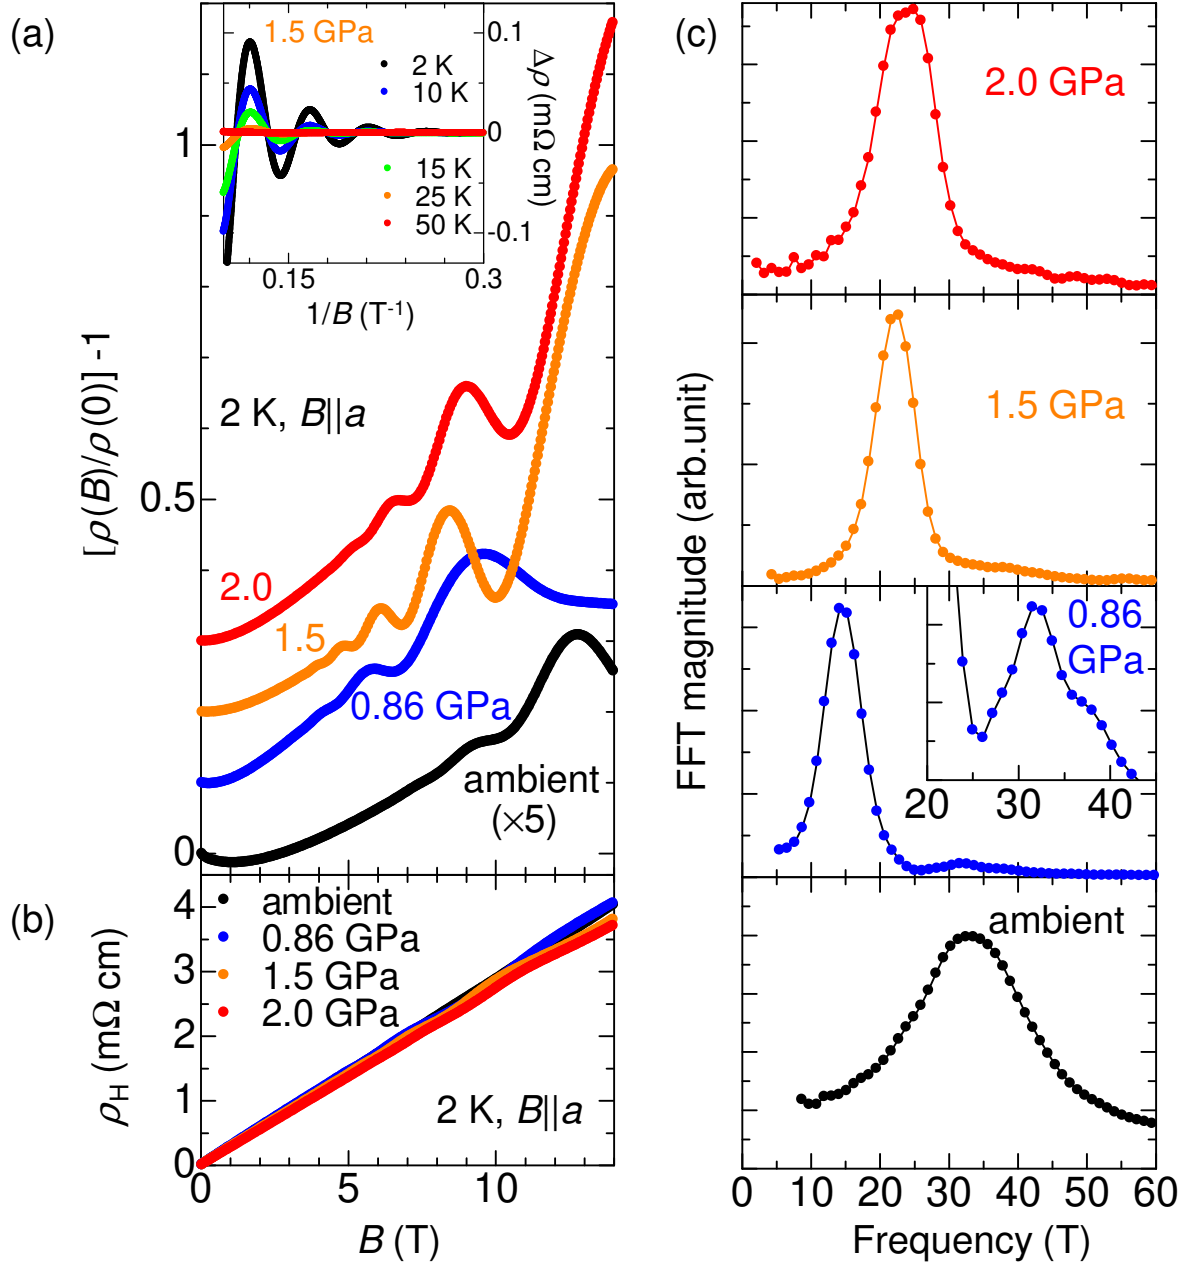 (a)
1.5 GPa
2 K
10 K
15 K
25 K
50 K
0.1
0
-0.1
Δρ (mΩ cm)
0.15
0.3
1/B (T⁻¹)
1
0.5
0
[ρ(B)/ρ(0)] -1
2 K, B||a
2.0
1.5
0.86 GPa
ambient
(×5)
(b)
4
3
2
1
0
ρH (mΩ cm)
ambient
0.86 GPa
1.5 GPa
2.0 GPa
2 K, B||a
0
5
10
B (T)
(c)
2.0 GPa
1.5 GPa
0.86
GPa
20
30
40
ambient
FFT magnitude (arb.unit)
0
10
20
30
40
50
60
Frequency (T)